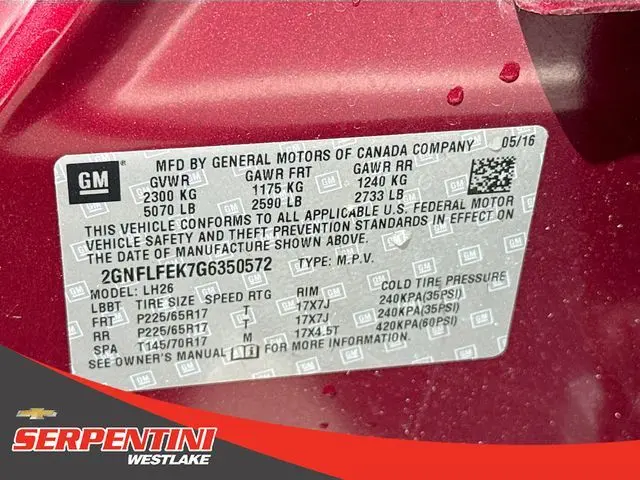 GM
MFD BY GENERAL MOTORS OF CANADA COMPANY 05/16
GVWR GAWR FRT GAWR RR
2300 KG 1175 KG 1240 KG
5070 LB 2590 LB 2733 LB
THIS VEHICLE CONFORMS TO ALL APPLICABLE U.S. FEDERAL MOTOR
VEHICLE SAFETY AND THEFT PREVENTION STANDARDS IN EFFECT ON
THE DATE OF MANUFACTURE SHOWN ABOVE.
2GNFLFEK7G6350572 TYPE: M.P.V.
MODEL: LH26
LBBT TIRE SIZE SPEED RTG RIM COLD TIRE PRESSURE
FRT P225/65R17 T 17X7J 240KPA(35PSI)
RR P225/65R17 T 17X7J 240KPA(35PSI)
SPA T145/70R17 M 17X4.5T 420KPA(60PSI)
SEE OWNER'S MANUAL
SERPENTINI
WESTLAKE